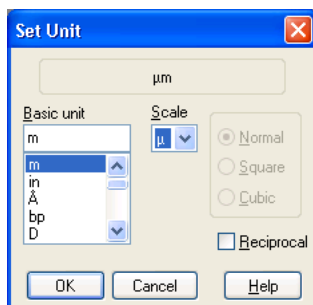 Set Unit
µm
Basic unit
Scale
m
µ
m
in
Å
bp
D
Normal
Square
Cubic
Reciprocal
OK
Cancel
Help